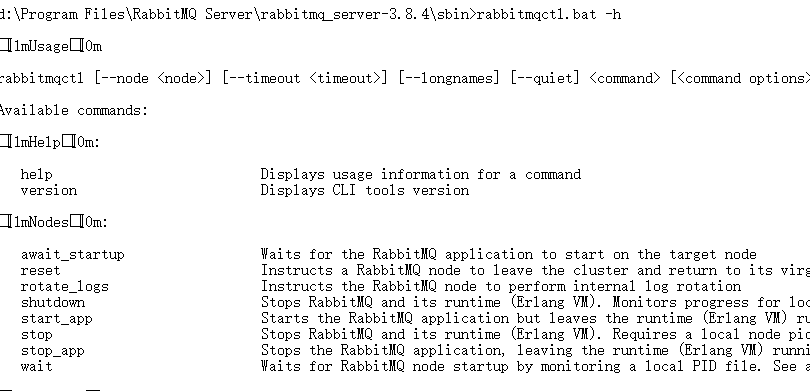 d:\Program Files\RabbitMQ Server\rabbitmq_server-3.8.4\sbin>rabbitmqctl.bat -h
[1mUsage[0m
rabbitmqctl [--node <node>] [--timeout <timeout>] [--longnames] [--quiet] <command> [<command options>
Available commands:
[1mHelp[0m:
help Displays usage information for a command
version Displays CLI tools version
[1mNodes[0m:
await_startup Waits for the RabbitMQ application to start on the target node
reset Instructs a RabbitMQ node to leave the cluster and return to its virg
rotate_logs Instructs the RabbitMQ node to perform internal log rotation
shutdown Stops RabbitMQ and its runtime (Erlang VM). Monitors progress for loc
start_app Starts the RabbitMQ application but leaves the runtime (Erlang VM) ru
stop Stops RabbitMQ and its runtime (Erlang VM). Requires a local node pid
stop_app Stops the RabbitMQ application, leaving the runtime (Erlang VM) runni
wait Waits for RabbitMQ node startup by monitoring a local PID file. See a